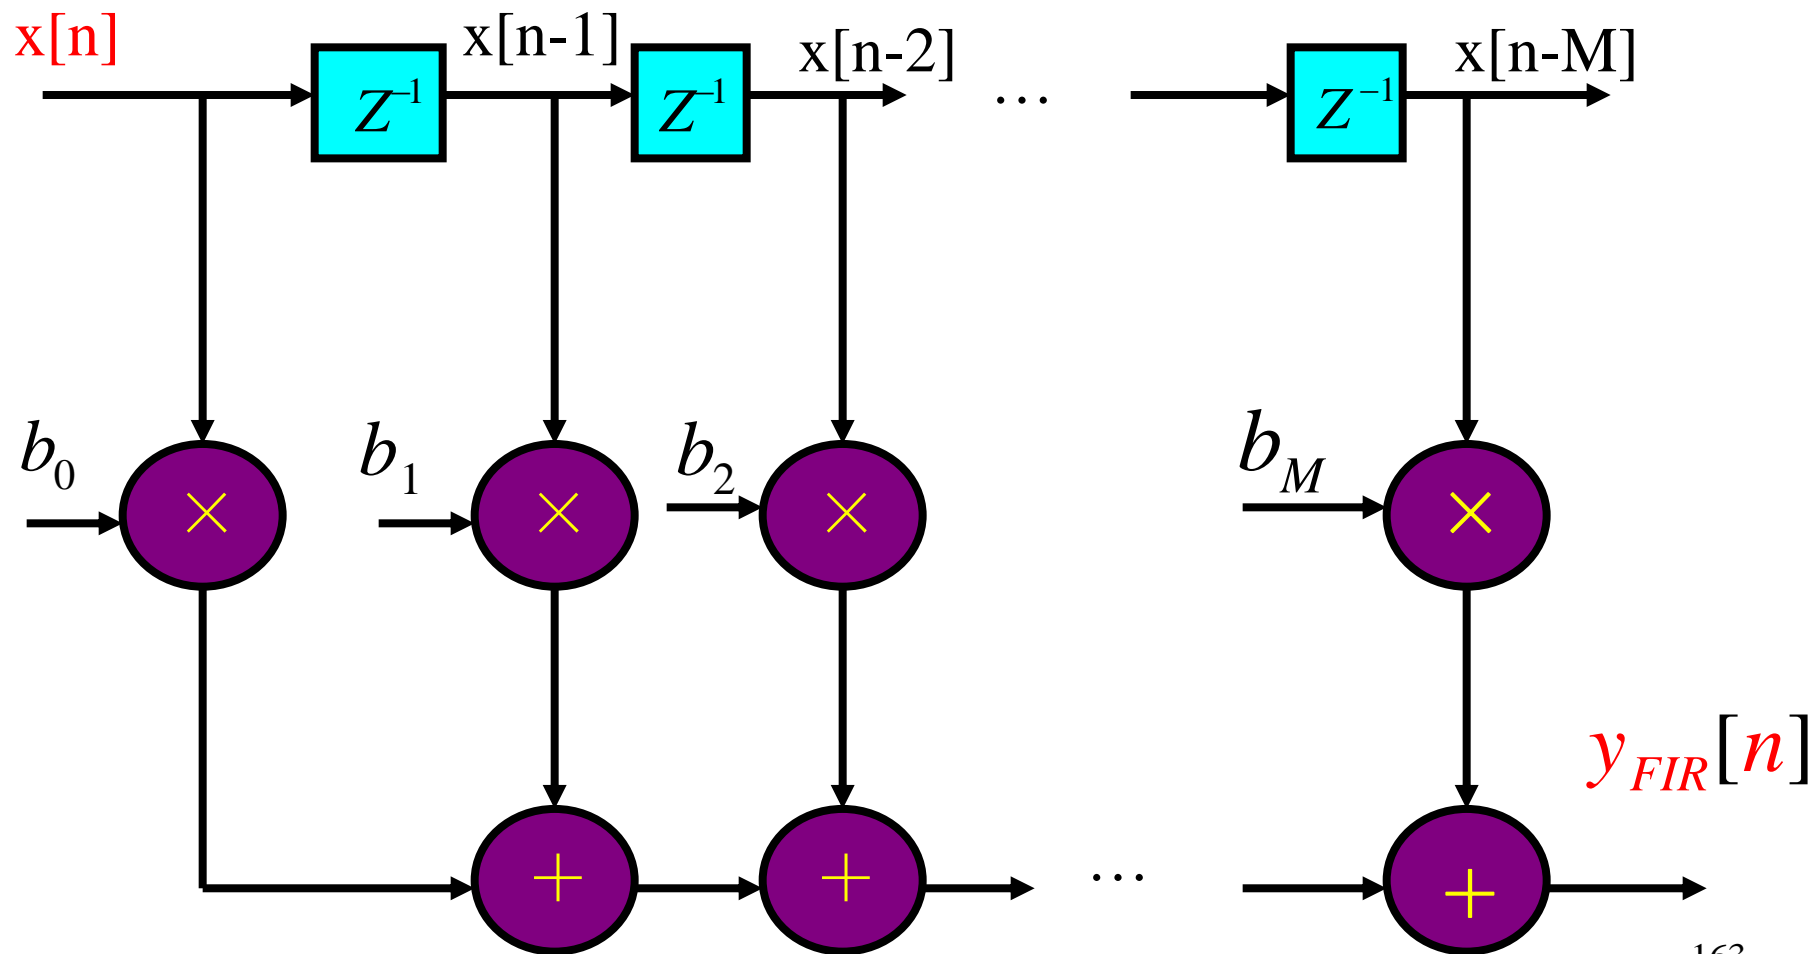 x[n] x[n-1] x[n-2] … x[n-M]
Z⁻¹ Z⁻¹ Z⁻¹
b₀ b₁ b₂ b_M
× × × ×
y_FIR[n]
+ + … +